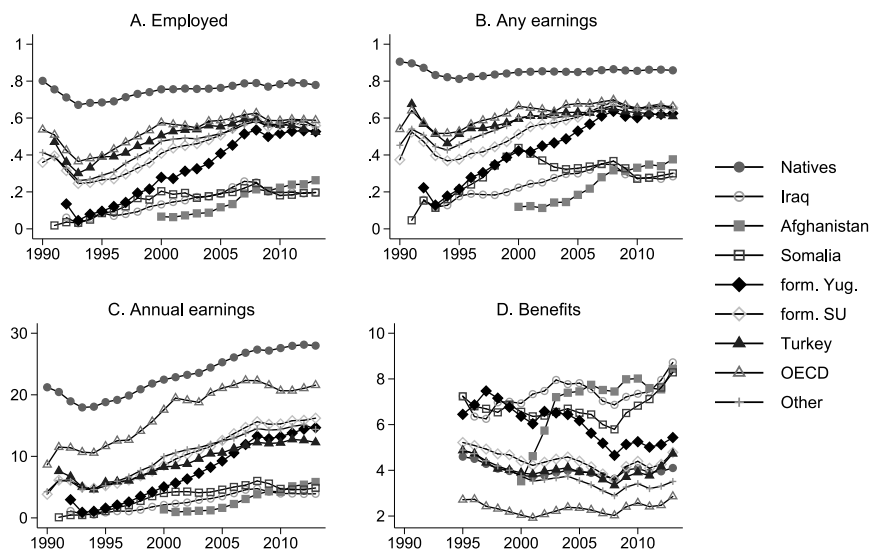 A. Employed
1
.8
.6
.4
.2
0
1990 1995 2000 2005 2010
B. Any earnings
1
.8
.6
.4
.2
0
1990 1995 2000 2005 2010
C. Annual earnings
30
20
10
0
1990 1995 2000 2005 2010
D. Benefits
10
8
6
4
2
1990 1995 2000 2005 2010
Natives
Iraq
Afghanistan
Somalia
form. Yug.
form. SU
Turkey
OECD
Other